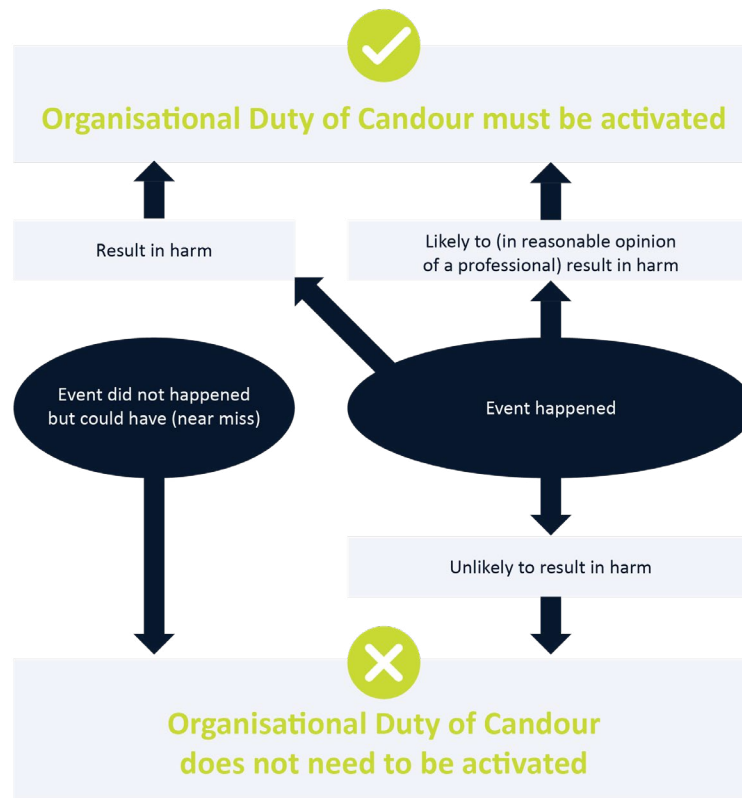 Organisational Duty of Candour must be activated
Result in harm
Likely to (in reasonable opinion
of a professional) result in harm
Event did not happened
but could have (near miss)
Event happened
Unlikely to result in harm
Organisational Duty of Candour
does not need to be activated